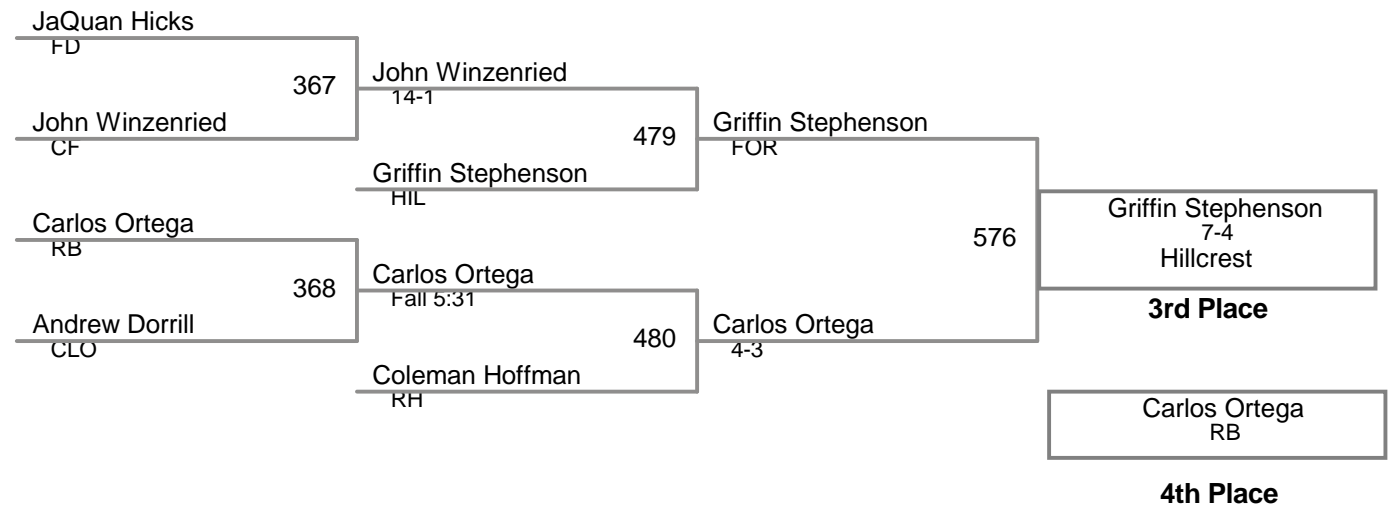 JaQuan Hicks
FD
367
John Winzenried
14-1
John Winzenried
CF
479
Griffin Stephenson
FOR
Griffin Stephenson
HIL
Carlos Ortega
RB
576
Griffin Stephenson
7-4
Hillcrest
3rd Place
368
Carlos Ortega
Fall 5:31
Andrew Dorrill
CLO
480
Carlos Ortega
4-3
Coleman Hoffman
RH
Carlos Ortega
RB
4th Place